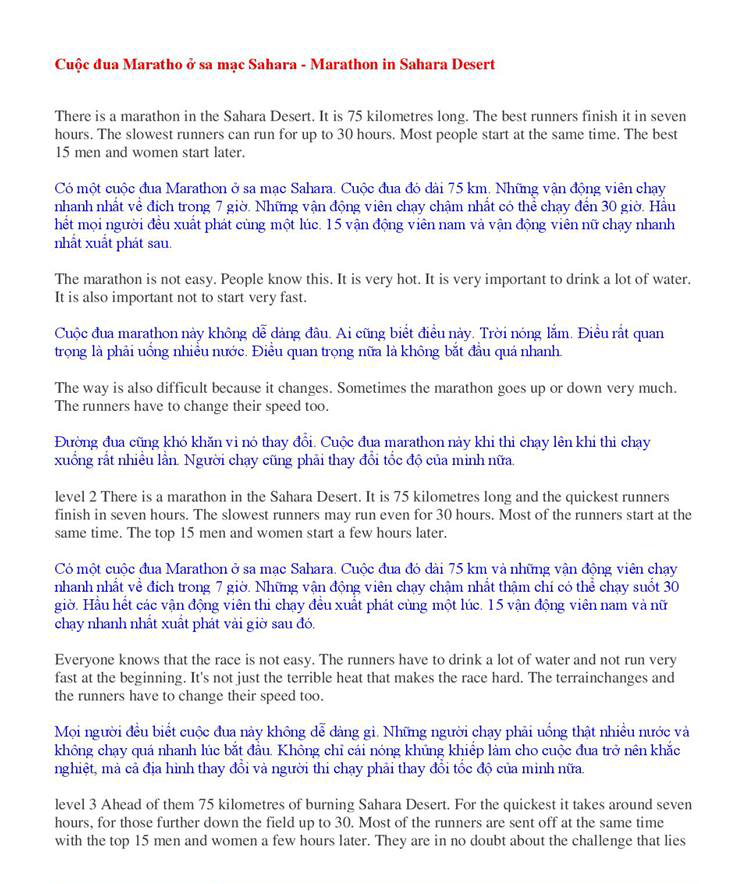 Cuộc đua Maratho ở sa mạc Sahara - Marathon in Sahara Desert
There is a marathon in the Sahara Desert. It is 75 kilometres long. The best runners finish it in seven
hours. The slowest runners can run for up to 30 hours. Most people start at the same time. The best
15 men and women start later.
Có một cuộc đua Marathon ở sa mạc Sahara. Cuộc đua đó dài 75 km. Những vận động viên chạy
nhanh nhất về đích trong 7 giờ. Những vận động viên chạy chậm nhất có thể chạy đến 30 giờ. Hầu
hết mọi người đều xuất phát cùng một lúc. 15 vận động viên nam và vận động viên nữ chạy nhanh
nhất xuất phát sau.
The marathon is not easy. People know this. It is very hot. It is very important to drink a lot of water.
It is also important not to start very fast.
Cuộc đua marathon này không dễ dàng đâu. Ai cũng biết điều này. Trời nóng lắm. Điều rất quan
trọng là phải uống nhiều nước. Điều quan trọng nữa là không bắt đầu quá nhanh.
The way is also difficult because it changes. Sometimes the marathon goes up or down very much.
The runners have to change their speed too.
Đường đua cũng khó khăn vì nó thay đổi. Cuộc đua marathon này khi thì chạy lên khi thì chạy
xuống rất nhiều lần. Người chạy cũng phải thay đổi tốc độ của mình nữa.
level 2 There is a marathon in the Sahara Desert. It is 75 kilometres long and the quickest runners
finish in seven hours. The slowest runners may run even for 30 hours. Most of the runners start at the
same time. The top 15 men and women start a few hours later.
Có một cuộc đua Marathon ở sa mạc Sahara. Cuộc đua đó dài 75 km và những vận động viên chạy
nhanh nhất về đích trong 7 giờ. Những vận động viên chạy chậm nhất thậm chí có thể chạy suốt 30
giờ. Hầu hết các vận động viên thi chạy đều xuất phát cùng một lúc. 15 vận động viên nam và nữ
chạy nhanh nhất xuất phát vài giờ sau đó.
Everyone knows that the race is not easy. The runners have to drink a lot of water and not run very
fast at the beginning. It's not just the terrible heat that makes the race hard. The terrainchanges and
the runners have to change their speed too.
Mọi người đều biết cuộc đua này không dễ dàng gì. Những người chạy phải uống thật nhiều nước và
không chạy quá nhanh lúc bắt đầu. Không chỉ cái nóng khủng khiếp làm cho cuộc đua trở nên khắc
nghiệt, mà cả địa hình thay đổi và người thi chạy phải thay đổi tốc độ của mình nữa.
level 3 Ahead of them 75 kilometres of burning Sahara Desert. For the quickest it takes around seven
hours, for those further down the field up to 30. Most of the runners are sent off at the same time
with the top 15 men and women a few hours later. They are in no doubt about the challenge that lies